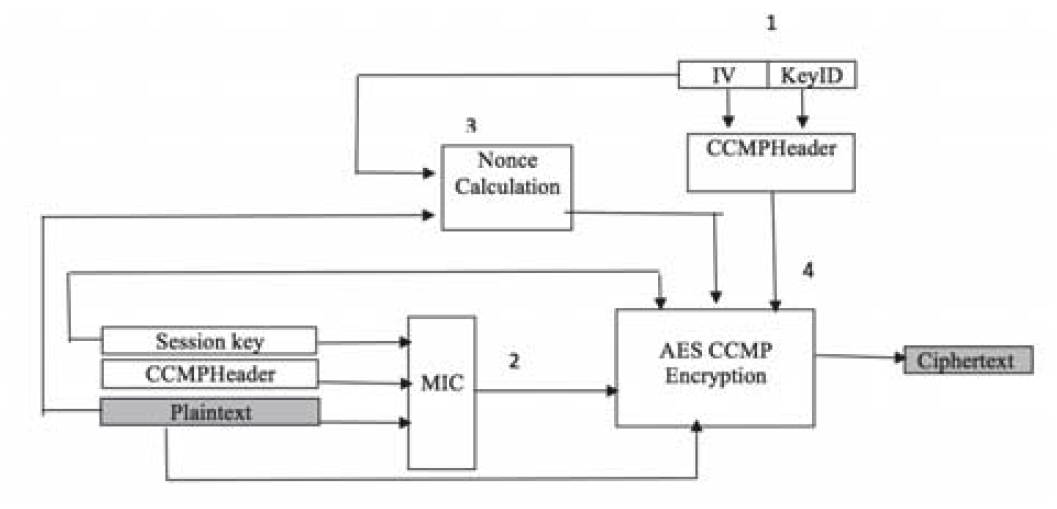 1
IV KeyID
CCMPHeader
3
Nonce
Calculation
4
Session key
CCMPHeader
Plaintext
MIC
2
AES CCMP
Encryption
Ciphertext